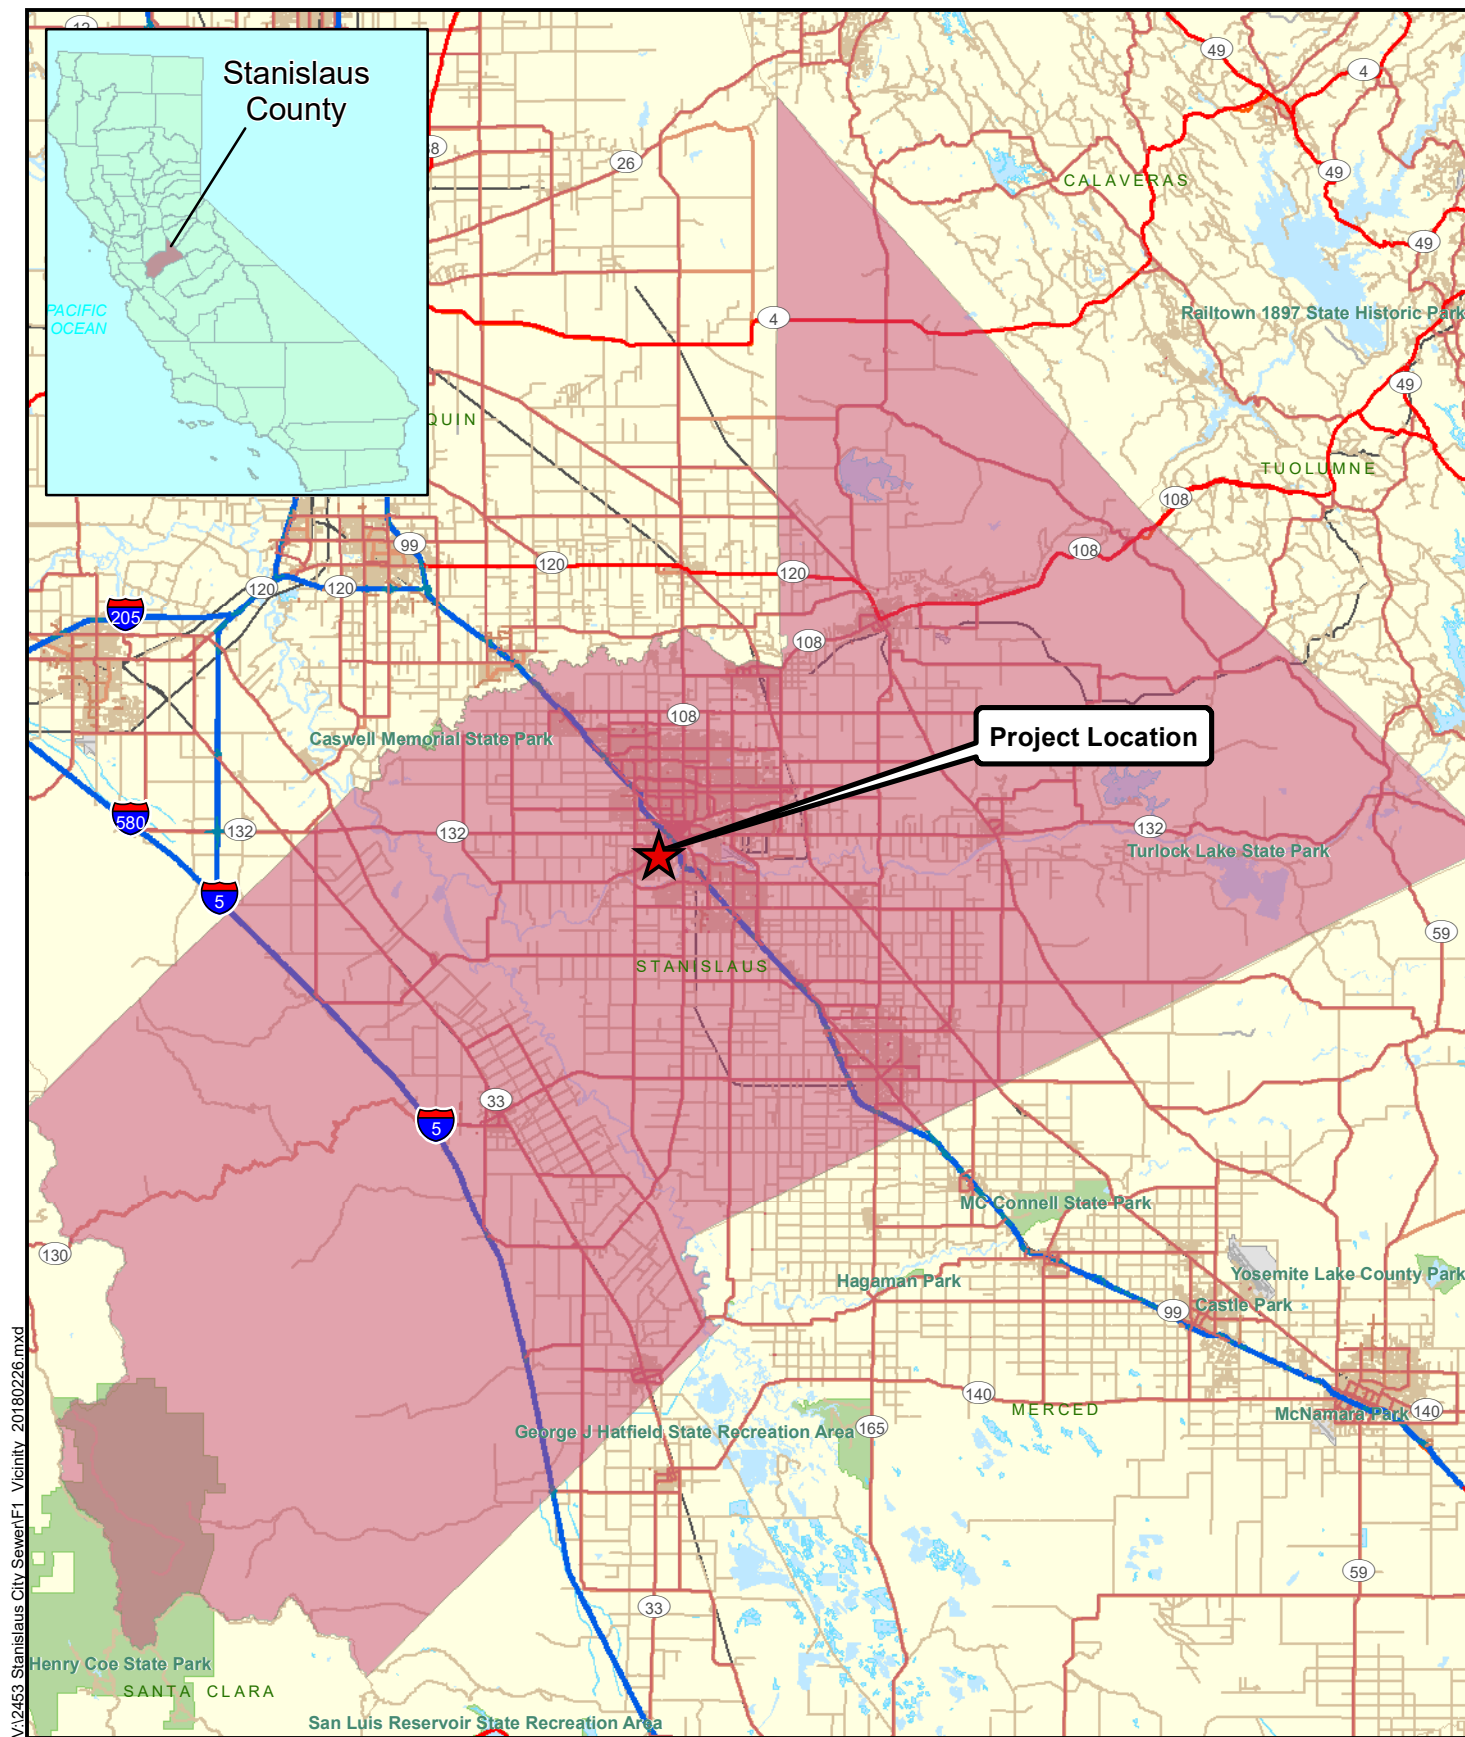 12
Stanislaus
County
PACIFIC
OCEAN
49
4
26
CALAVERAS
49
49
Railtown 1897 State Historic Park
4
49
QUIN
TUOLUMNE
108
99
120
108
120
120
120
205
108
108
Project Location
Caswell Memorial State Park
580
132
132
132
Turlock Lake State Park
5
59
STANISLAUS
33
5
MC Connell State Park
130
Hagaman Park
Yosemite Lake County Park
99
Castle Park
140
MERCED
McNamara Park
140
George J Hatfield State Recreation Area
165
59
33
Henry Coe State Park
SANTA CLARA
San Luis Reservoir State Recreation Area
V:\2453 Stanislaus City Sewer\F1_Vicinity_20180226.mxd